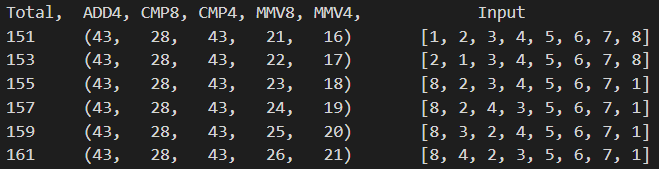 Total, ADD4, CMP8, CMP4, MMV8, MMV4, Input
151 (43, 28, 43, 21, 16) [1, 2, 3, 4, 5, 6, 7, 8]
153 (43, 28, 43, 22, 17) [2, 1, 3, 4, 5, 6, 7, 8]
155 (43, 28, 43, 23, 18) [8, 2, 3, 4, 5, 6, 7, 1]
157 (43, 28, 43, 24, 19) [8, 2, 4, 3, 5, 6, 7, 1]
159 (43, 28, 43, 25, 20) [8, 3, 2, 4, 5, 6, 7, 1]
161 (43, 28, 43, 26, 21) [8, 4, 2, 3, 5, 6, 7, 1]